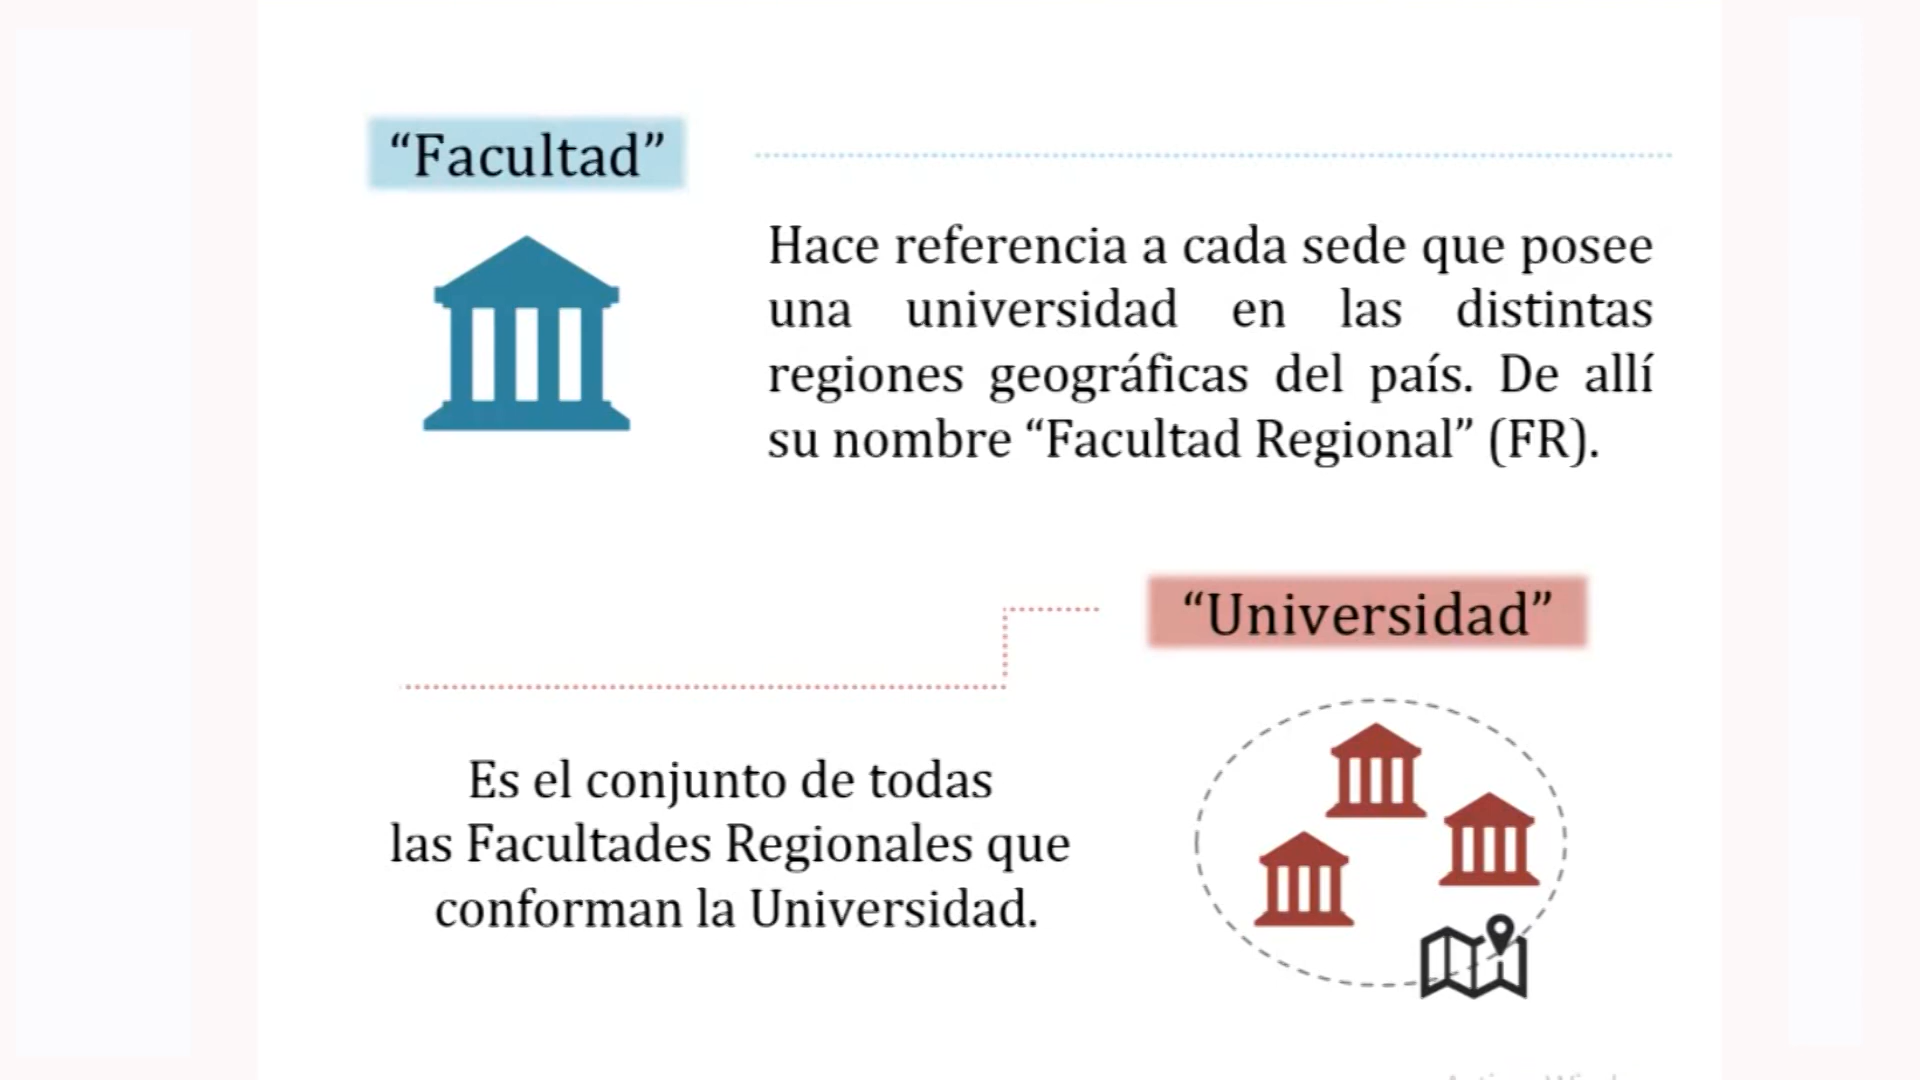 “Facultad”
Hace referencia a cada sede que posee
una universidad en las distintas
regiones geográficas del país. De allí
su nombre “Facultad Regional” (FR).
“Universidad”
Es el conjunto de todas
las Facultades Regionales que
conforman la Universidad.